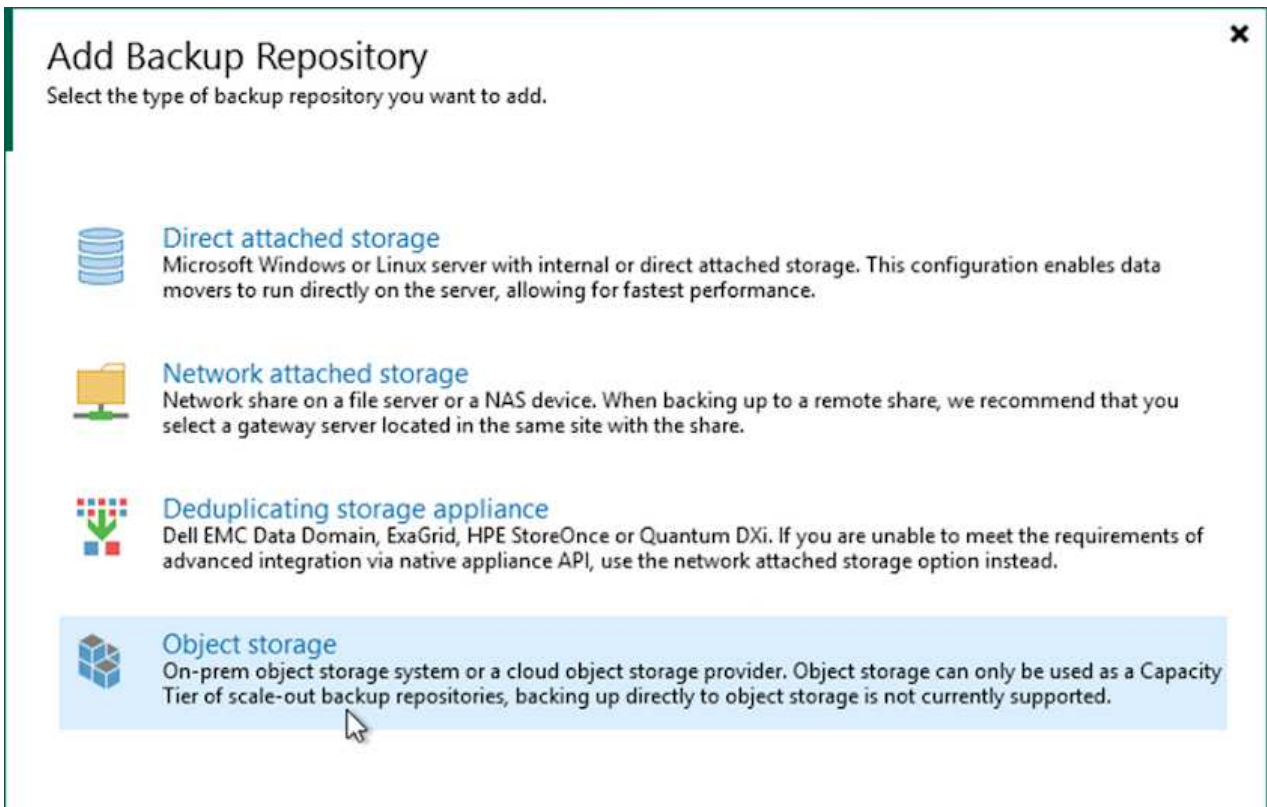 Add Backup Repository
Select the type of backup repository you want to add.
Direct attached storage
Microsoft Windows or Linux server with internal or direct attached storage. This configuration enables data
movers to run directly on the server, allowing for fastest performance.
Network attached storage
Network share on a file server or a NAS device. When backing up to a remote share, we recommend that you
select a gateway server located in the same site with the share.
Deduplicating storage appliance
Dell EMC Data Domain, ExaGrid, HPE StoreOnce or Quantum DXi. If you are unable to meet the requirements of
advanced integration via native appliance API, use the network attached storage option instead.
Object storage
On-prem object storage system or a cloud object storage provider. Object storage can only be used as a Capacity
Tier of scale-out backup repositories, backing up directly to object storage is not currently supported.